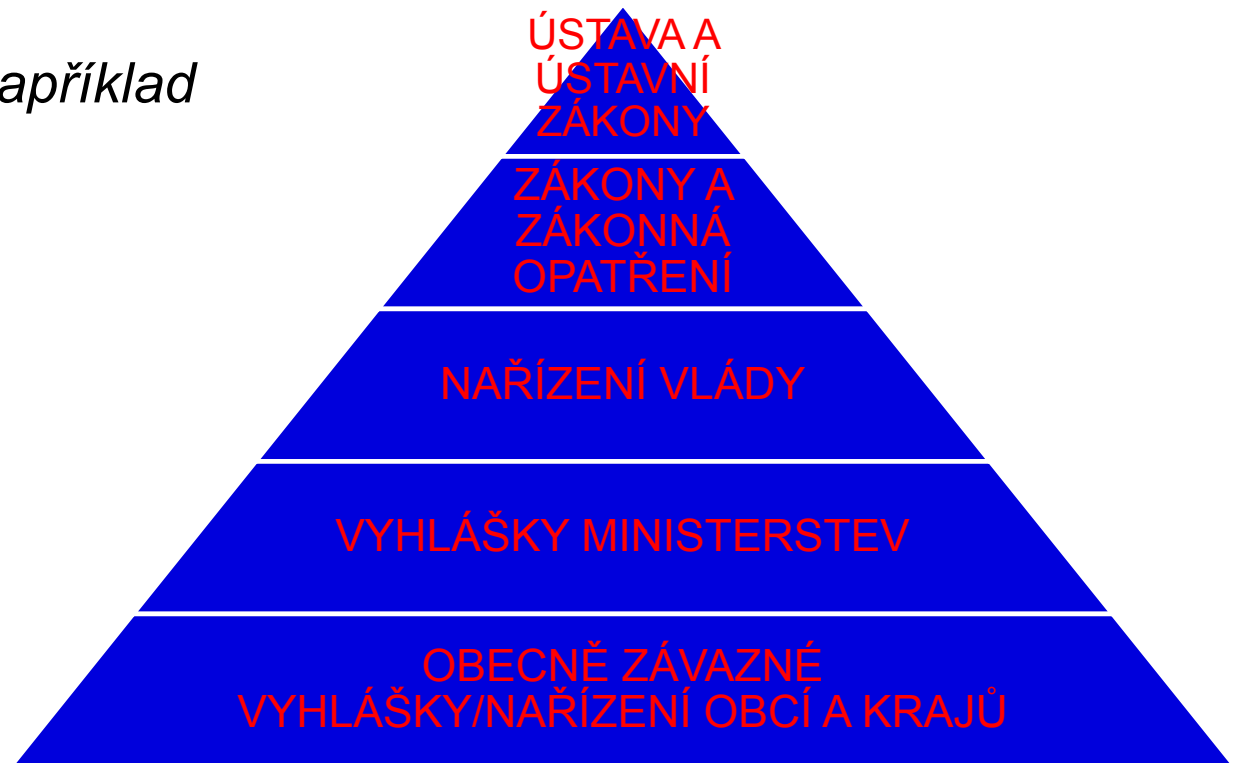 apříklad
ÚSTAVA A
ÚSTAVNÍ
ZÁKONY
ZÁKONY A
ZÁKONNÁ
OPATŘENÍ
NAŘÍZENÍ VLÁDY
VYHLÁŠKY MINISTERSTEV
OBECNĚ ZÁVAZNÉ
VYHLÁŠKY/NAŘÍZENÍ OBCÍ A KRAJŮ